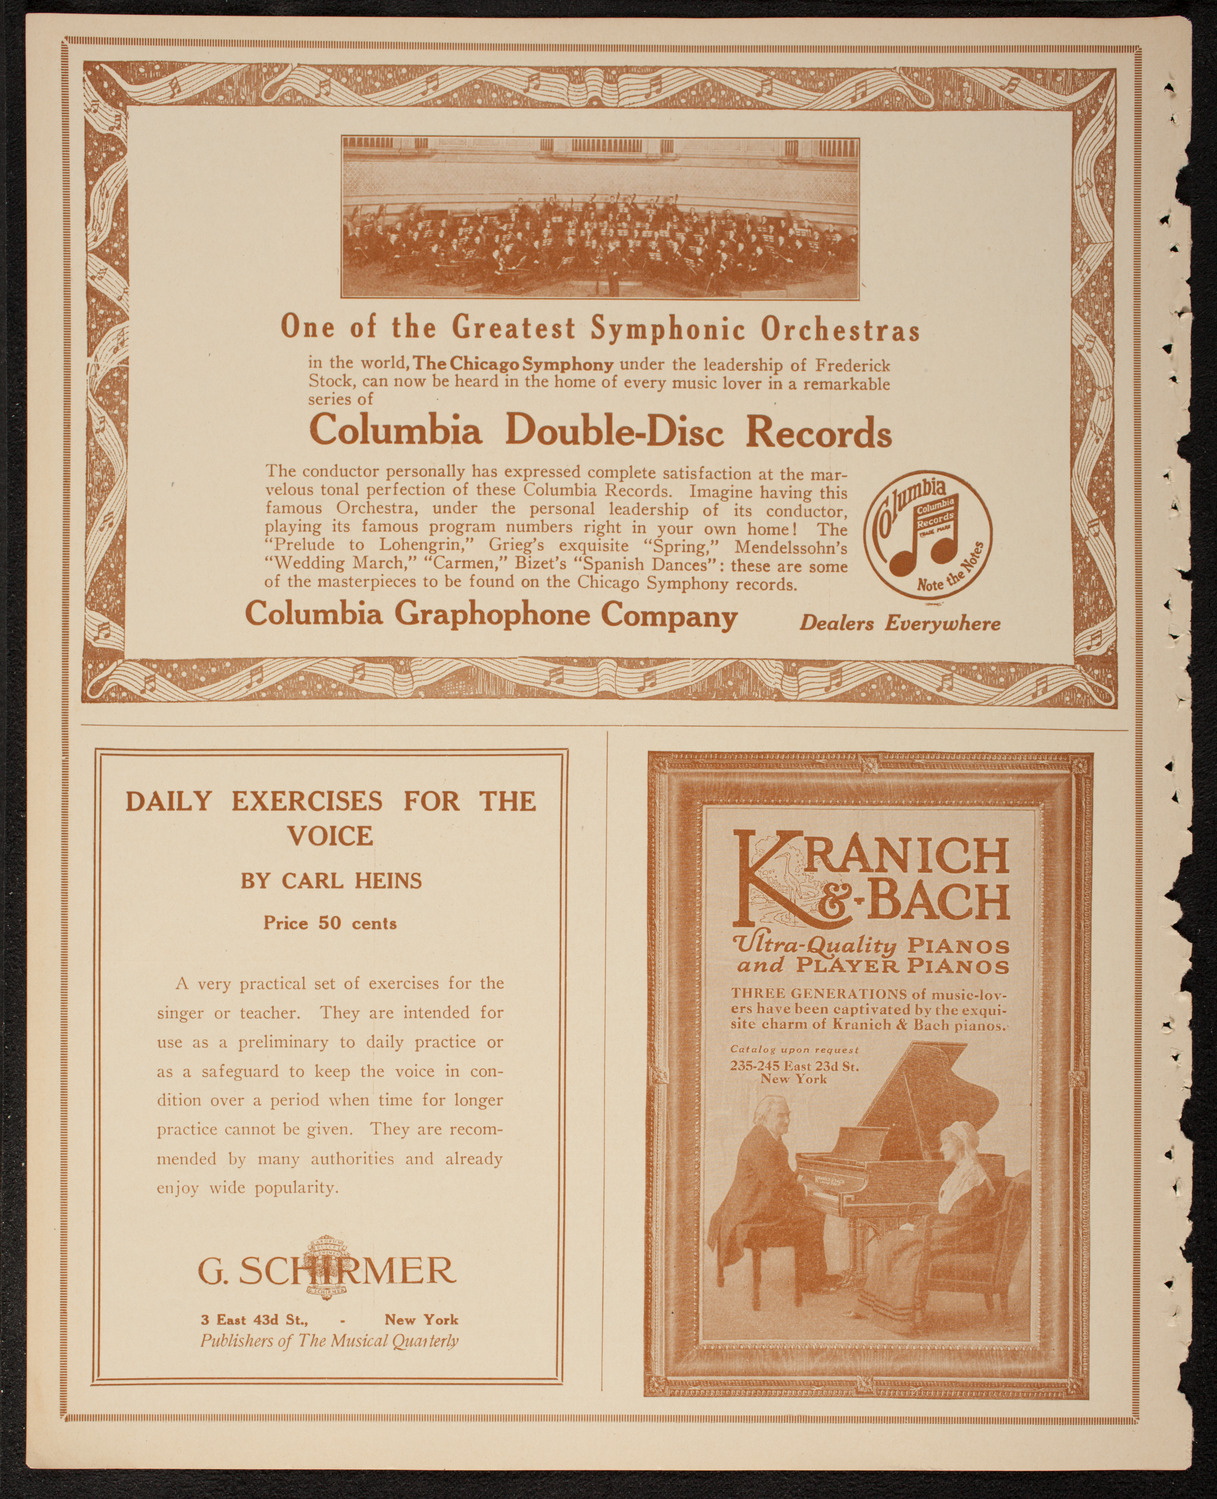 One of the Greatest Symphonic Orchestras
in the world, The Chicago Symphony under the leadership of Frederick
Stock, can now be heard in the home of every music lover in a remarkable
series of
Columbia Double-Disc Records
The conductor personally has expressed complete satisfaction at the mar-
velous tonal perfection of these Columbia Records. Imagine having this
famous Orchestra, under the personal leadership of its conductor,
playing its famous program numbers right in your own home! The
“Prelude to Lohengrin,” Grieg’s exquisite “Spring,” Mendelssohn’s
“Wedding March,” “Carmen,” Bizet’s “Spanish Dances”: these are some
of the masterpieces to be found on the Chicago Symphony records.
Columbia
Columbia
Records
TRADE MARK
Note the Notes
Columbia Graphophone Company Dealers Everywhere
DAILY EXERCISES FOR THE
VOICE
BY CARL HEINS
Price 50 cents
A very practical set of exercises for the
singer or teacher. They are intended for
use as a preliminary to daily practice or
as a safeguard to keep the voice in con-
dition over a period when time for longer
practice cannot be given. They are recom-
mended by many authorities and already
enjoy wide popularity.
G. SCHIRMER
3 East 43d St., - New York
Publishers of The Musical Quarterly
KRANICH
&-BACH
Ultra-Quality PIANOS
and PLAYER PIANOS
THREE GENERATIONS of music-lov-
ers have been captivated by the exqui-
site charm of Kranich & Bach pianos.
Catalog upon request
235-245 East 23d St.
New York